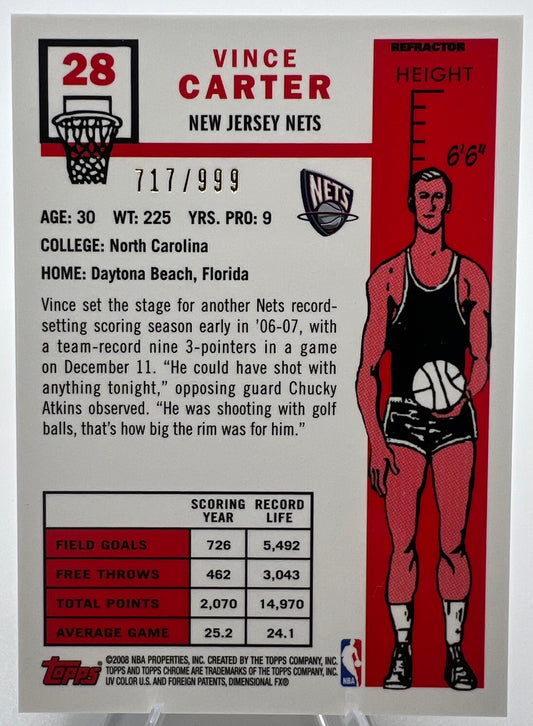 28
VINCE
CARTER
NEW JERSEY NETS
REFRACTOR
HEIGHT
6'6"
717/999
NETS
AGE: 30 WT: 225 YRS. PRO: 9
COLLEGE: North Carolina
HOME: Daytona Beach, Florida
Vince set the stage for another Nets record-
setting scoring season early in '06-07, with
a team-record nine 3-pointers in a game
on December 11. “He could have shot with
anything tonight,” opposing guard Chucky
Atkins observed. “He was shooting with golf
balls, that's how big the rim was for him.”
SCORING RECORD
YEAR LIFE
FIELD GOALS 726 5,492
FREE THROWS 462 3,043
TOTAL POINTS 2,070 14,970
AVERAGE GAME 25.2 24.1
Topps
©2008 NBA PROPERTIES, INC. CREATED BY THE TOPPS COMPANY, INC.
TOPPS AND TOPPS CHROME ARE TRADEMARKS OF THE TOPPS COMPANY, INC.
UV COLOR U.S. AND FOREIGN PATENTS, DIMENSIONAL FX®
NBA